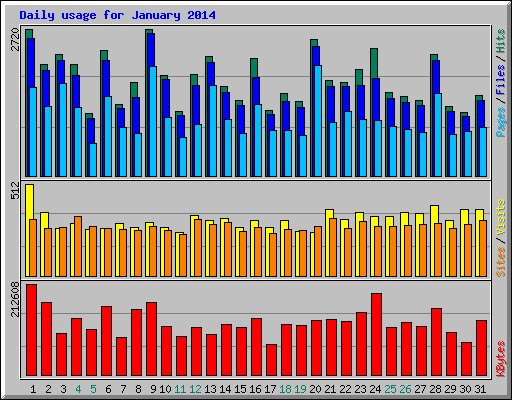 Daily usage for January 2014
2720
Pages / Files / Hits
512
Sites / Visits
212608
KBytes
1 2 3 4 5 6 7 8 9 10 11 12 13 14 15 16 17 18 19 20 21 22 23 24 25 26 27 28 29 30 31